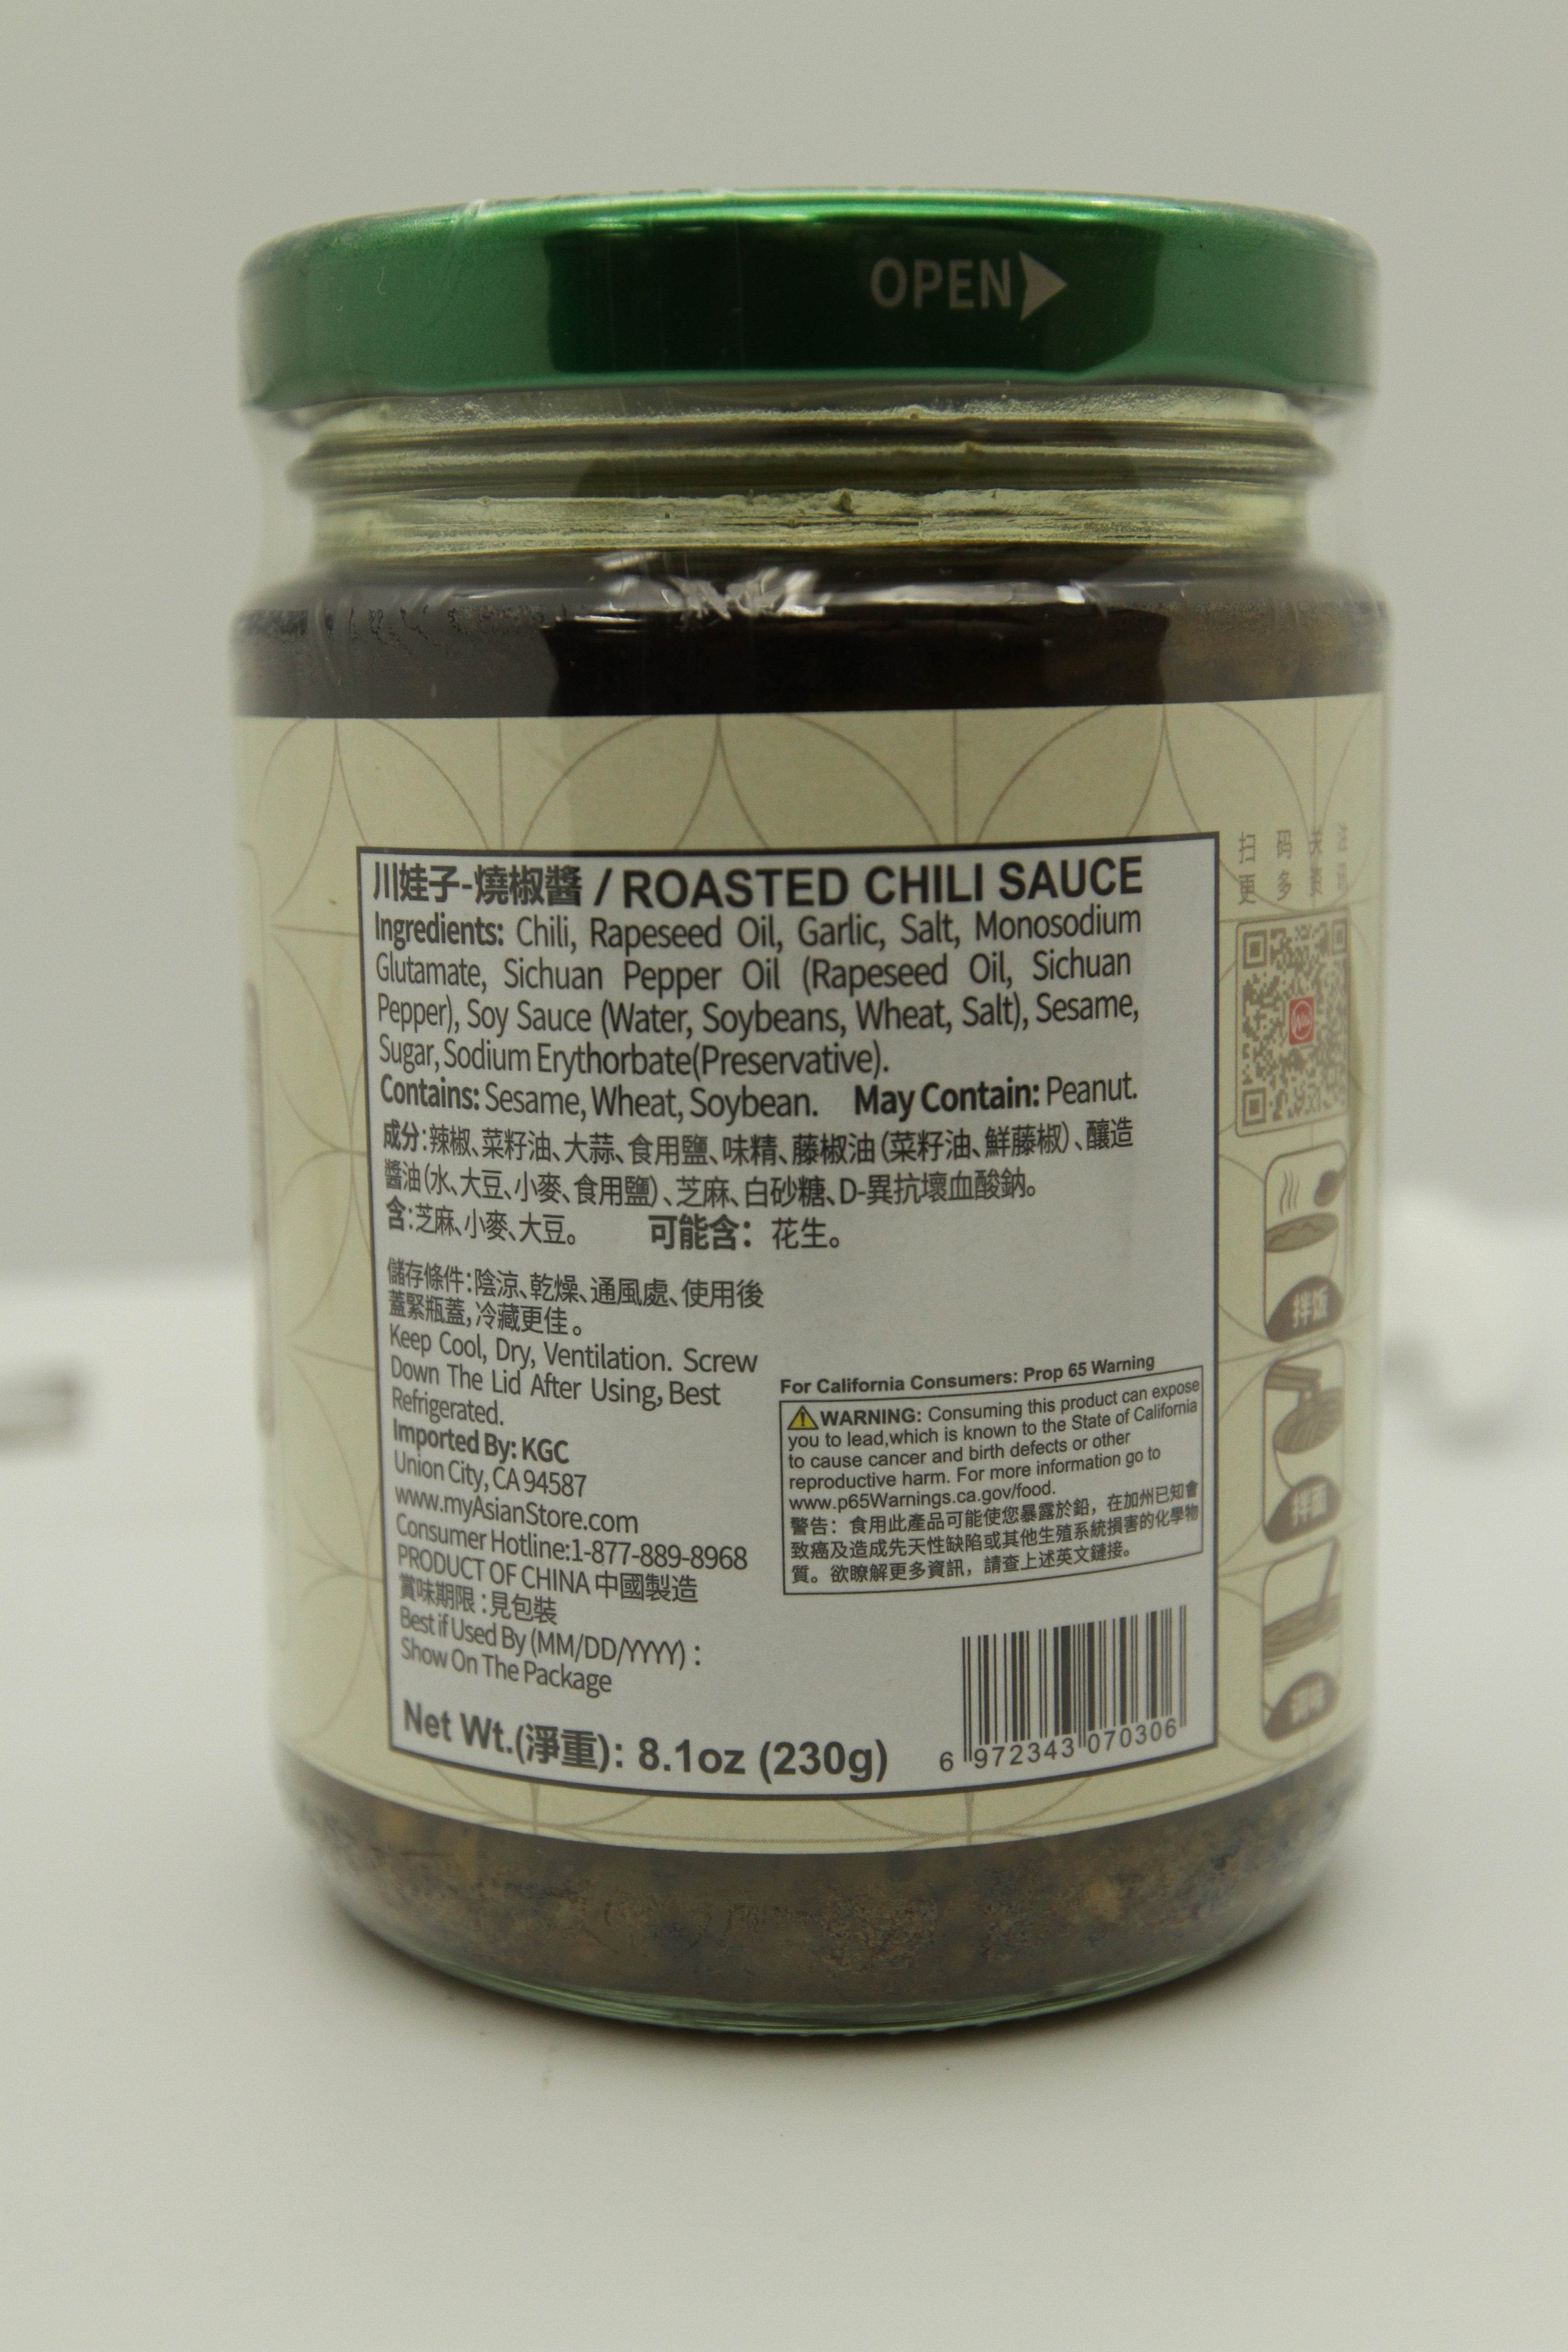 OPEN
川娃子-燒椒醬 / ROASTED CHILI SAUCE
Ingredients: Chili, Rapeseed Oil, Garlic, Salt, Monosodium
Glutamate, Sichuan Pepper Oil (Rapeseed Oil, Sichuan
Pepper), Soy Sauce (Water, Soybeans, Wheat, Salt), Sesame,
Sugar, Sodium Erythorbate(Preservative).
Contains: Sesame, Wheat, Soybean. May Contain: Peanut.
成分:辣椒、菜籽油、大蒜、食用鹽、味精、藤椒油(菜籽油、鮮藤椒)、釀造
醬油(水、大豆、小麥、食用鹽)、芝麻、白砂糖、D-異抗壞血酸鈉。
含:芝麻、小麥、大豆。 可能含：花生。
儲存條件:陰涼、乾燥、通風處、使用後
蓋緊瓶蓋,冷藏更佳。
Keep Cool, Dry, Ventilation. Screw
Down The Lid After Using, Best
Refrigerated.
Imported By: KGC
Union City, CA 94587
www.myAsianStore.com
Consumer Hotline:1-877-889-8968
PRODUCT OF CHINA 中國製造
賞味期限:見包裝
Best if Used By (MM/DD/YYYY) :
Show On The Package
Net Wt.(淨重): 8.1oz (230g)
For California Consumers: Prop 65 Warning
WARNING: Consuming this product can expose
you to lead,which is known to the State of California
to cause cancer and birth defects or other
reproductive harm. For more information go to
www.p65Warnings.ca.gov/food.
警告：食用此產品可能使您暴露於鉛，在加州已知會
致癌及造成先天性缺陷或其他生殖系統損害的化學物
質。欲瞭解更多資訊，請查上述英文鏈接。
6 972343 070306
扫码关
更多
拌饭
拌面